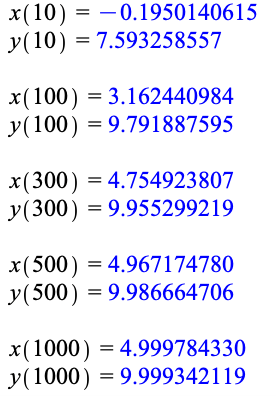 x(10) = −0.1950140615
y(10) = 7.593258557
x(100) = 3.162440984
y(100) = 9.791887595
x(300) = 4.754923807
y(300) = 9.955299219
x(500) = 4.967174780
y(500) = 9.986664706
x(1000) = 4.999784330
y(1000) = 9.999342119